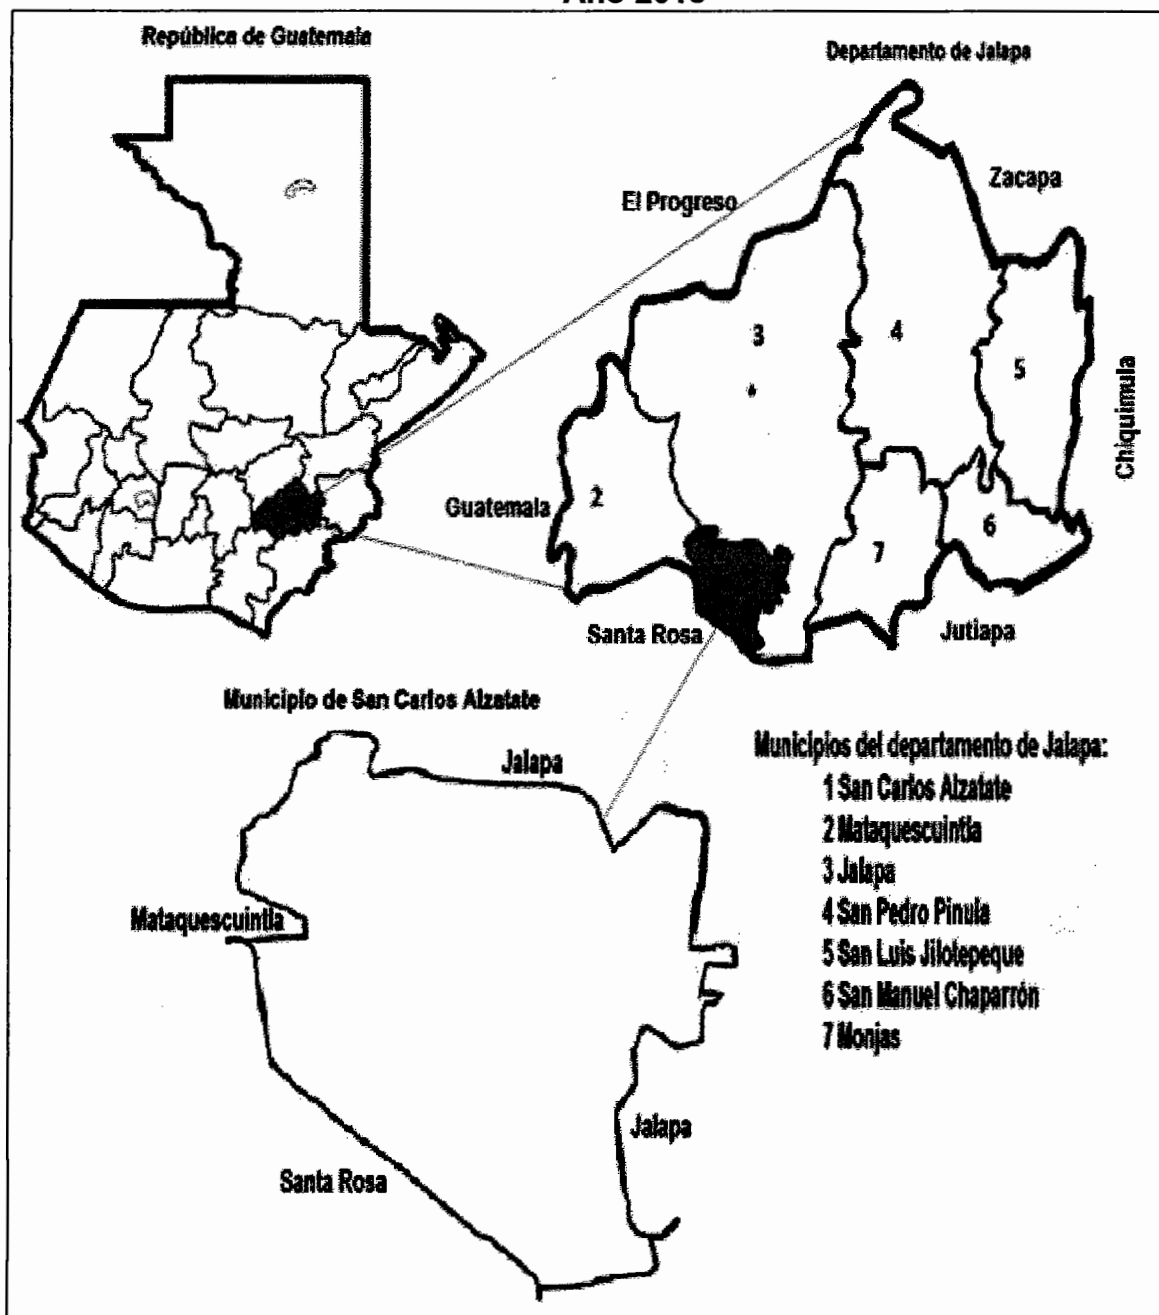 República de Guatemala
Departamento de Jalapa
El Progreso
Zacapa
3
4
5
Chiquimula
Guatemala
2
6
7
Santa Rosa
Jutiapa
Municipio de San Carlos Alzatate
Jalapa
Mataquescuintla
Jalapa
Santa Rosa
Municipios del departamento de Jalapa:
1 San Carlos Alzatate
2 Mataquescuintla
3 Jalapa
4 San Pedro Pinula
5 San Luis Jilotepeque
6 San Manuel Chaparrón
7 Monjas